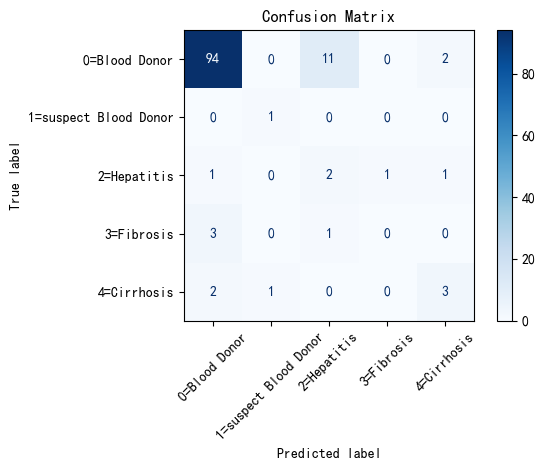 Confusion Matrix
True label
0=Blood Donor 94 0 11 0 2
1=suspect Blood Donor 0 1 0 0 0
2=Hepatitis 1 0 2 1 1
3=Fibrosis 3 0 1 0 0
4=Cirrhosis 2 1 0 0 3
0=Blood Donor
1=suspect Blood Donor
2=Hepatitis
3=Fibrosis
4=Cirrhosis
Predicted label
80
60
40
20
0